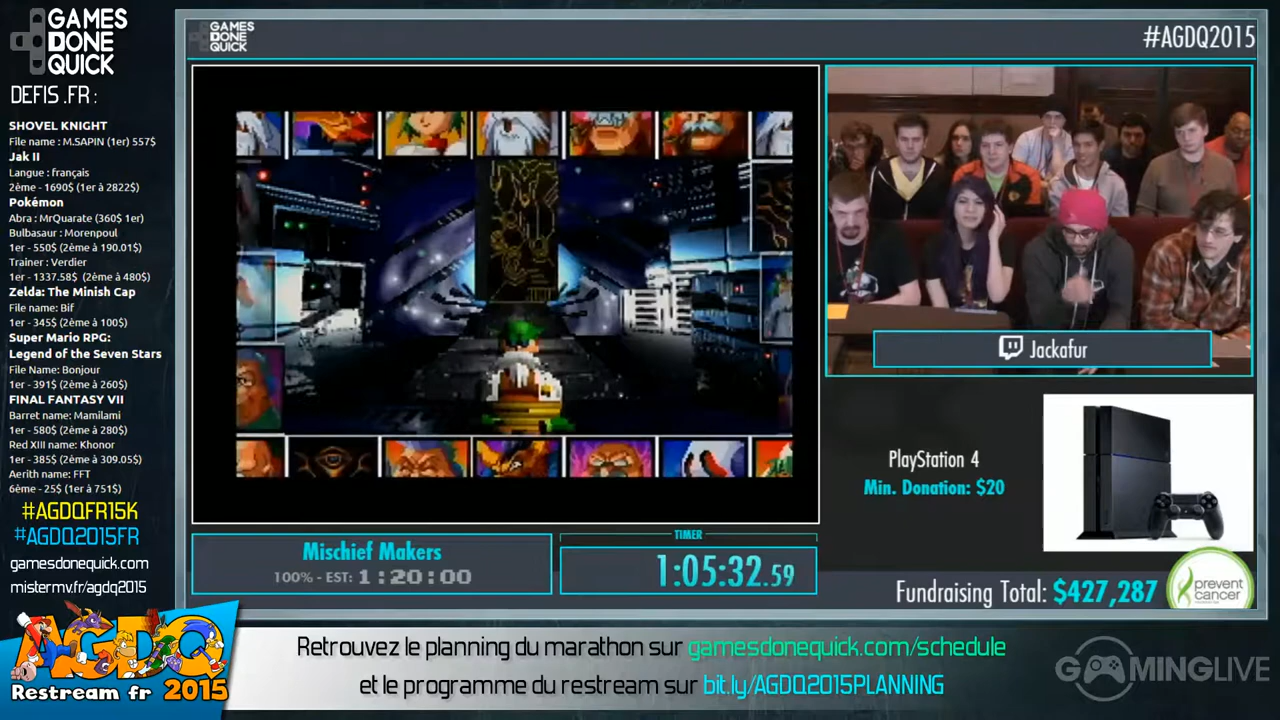 GAMES
DONE
QUICK
DEFIS .FR :
SHOVEL KNIGHT
File name : M.SAPIN (1er) 557$
Jak II
Langue : français
2ème - 1690$ (1er à 2822$)
Pokémon
Abra : MrQuarate (360$ 1er)
Bulbasaur : Morenpoul
1er - 550$ (2ème à 190.01$)
Trainer : Verdier
1er - 1337.58$ (2ème à 480$)
Zelda: The Minish Cap
File name: Bif
1er - 345$ (2ème à 100$)
Super Mario RPG:
Legend of the Seven Stars
File Name: Bonjour
1er - 391$ (2ème à 260$)
FINAL FANTASY VII
Barret name: Mamilami
1er - 580$ (2ème à 280$)
Red XIII name: Khonor
1er - 385$ (2ème à 309.05$)
Aerith name: FFT
6ème - 25$ (1er à 751$)
#AGDQFR15K
#AGDQ2015FR
gamesdonequick.com
mistermv.fr/agdq2015
AGDQ
Restream fr 2015
GAMES
DONE
QUICK
#AGDQ2015
Jackafur
PlayStation 4
Min. Donation: $20
Mischief Makers
100% - EST: 1:20:00
TIMER
1:05:32.59
Fundraising Total: $427,287
prevent
cancer
Retrouvez le planning du marathon sur gamesdonequick.com/schedule
et le programme du restream sur bit.ly/AGDQ2015PLANNING
GAMINGLIVE